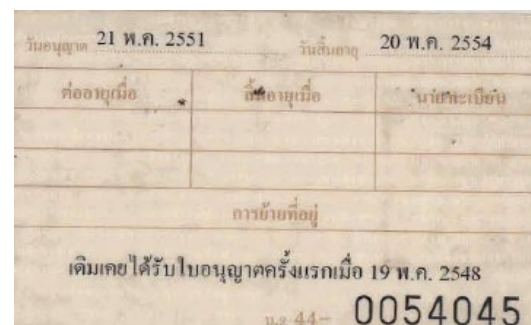 วันอนุญาต 21 พ.ค. 2551 วันสิ้นอายุ 20 พ.ค. 2554
ต่ออายุเมื่อ สิ้นอายุเมื่อ นายทะเบียน
การย้ายที่อยู่
เดิมเคยได้รับใบอนุญาตครั้งแรกเมื่อ 19 พ.ค. 2548
44- 0054045